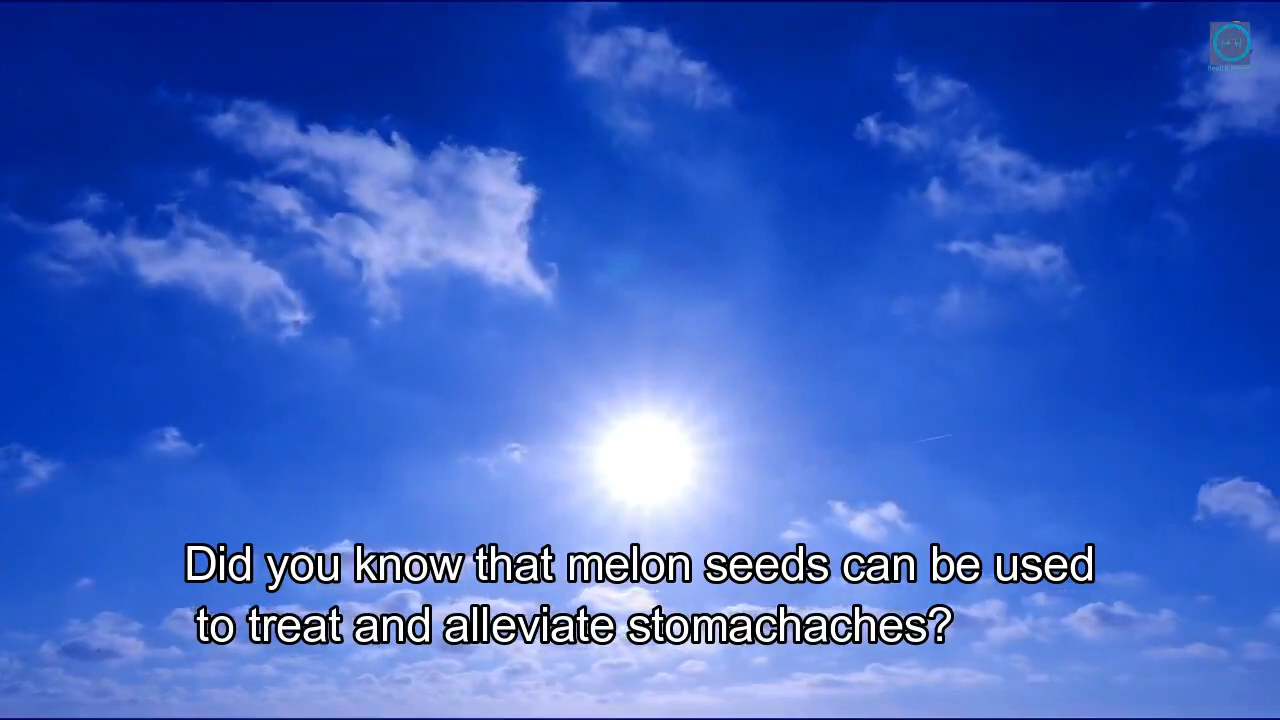 Did you know that melon seeds can be used
to treat and alleviate stomachaches?